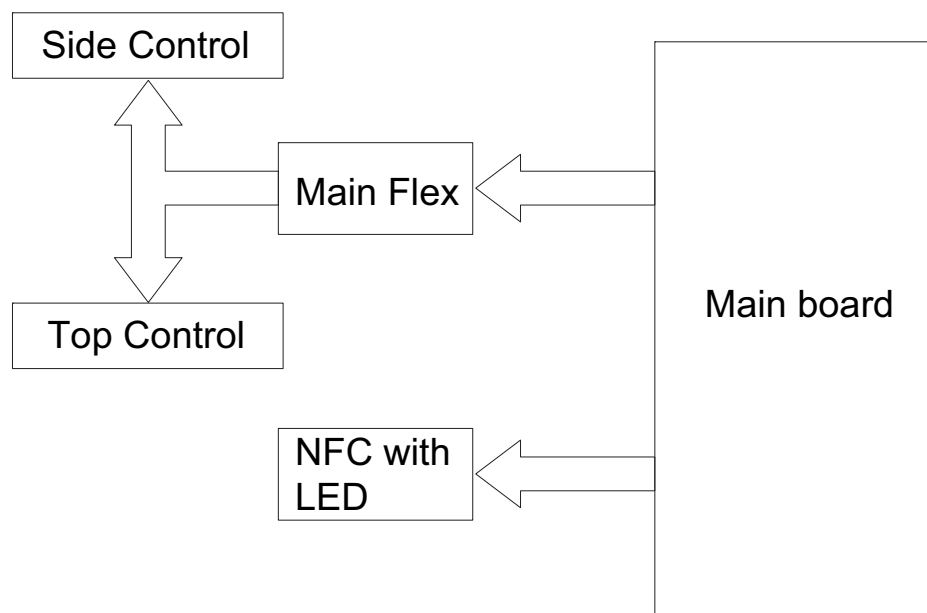 Side Control
Main Flex
Main board
Top Control
NFC with
LED